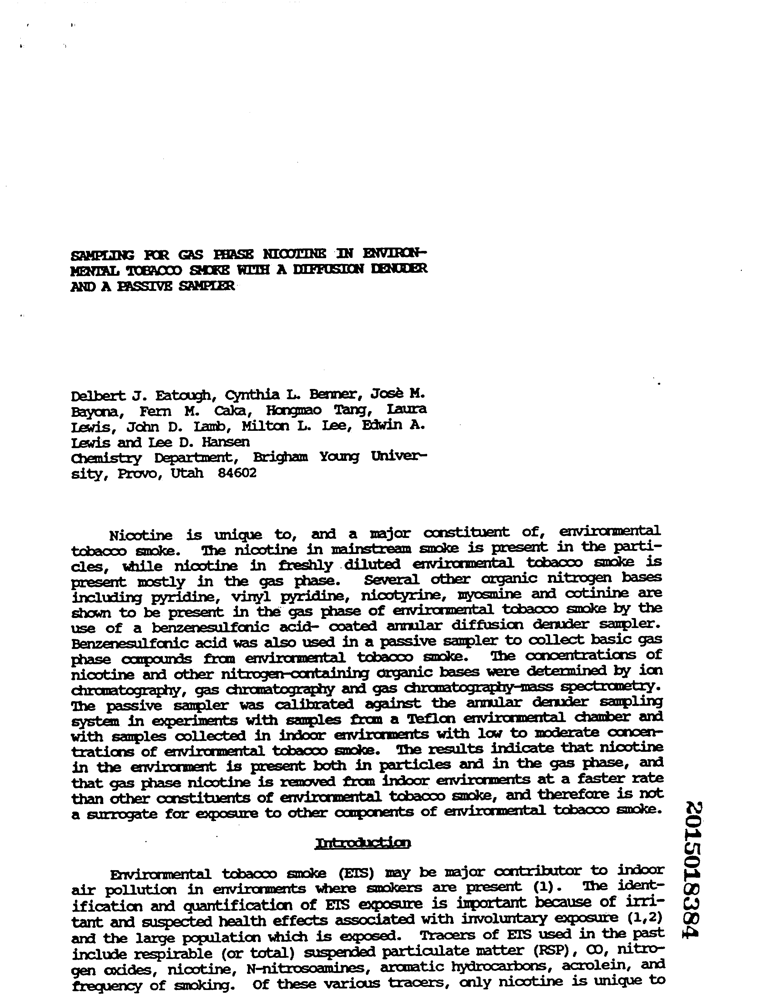 SAMPLING FOR GAS PHASE NICOTINE IN ENVIRON-
MENTAL TOBACCO SMOKE WITH A DIFFUSION DENUDER
AND A PASSIVE SAMPLER
Delbert J. Eatough, Cynthia L. Benner, Josè M.
Bayona, Fern M. Caka, Hongmao Tang, Laura
Lewis, John D. Lamb, Milton L. Lee, Edwin A.
Lewis and Lee D. Hansen
Chemistry Department, Brigham Young Univer-
sity, Provo, Utah 84602
Nicotine is unique to, and a major constituent of, environmental
tobacco smoke. The nicotine in mainstream smoke is present in the parti-
cles, while nicotine in freshly diluted environmental tobacco smoke is
present mostly in the gas phase. Several other organic nitrogen bases
including pyridine, vinyl pyridine, nicotyrine, myosmine and cotinine are
shown to be present in the gas phase of environmental tobacco smoke by the
use of a benzenesulfonic acid- coated annular diffusion denuder sampler.
Benzenesulfonic acid was also used in a passive sampler to collect basic gas
phase compounds from environmental tobacco smoke. The concentrations of
nicotine and other nitrogen-containing organic bases were determined by ion
chromatography, gas chromatography and gas chromatography-mass spectrometry.
The passive sampler was calibrated against the annular denuder sampling
system in experiments with samples from a Teflon environmental chamber and
with samples collected in indoor environments with low to moderate concen-
trations of environmental tobacco smoke. The results indicate that nicotine
in the environment is present both in particles and in the gas phase, and
that gas phase nicotine is removed from indoor environments at a faster rate
than other constituents of environmental tobacco smoke, and therefore is not
a surrogate for exposure to other components of environmental tobacco smoke.
Introduction
Environmental tobacco smoke (ETS) may be major contributor to indoor
air pollution in environments where smokers are present (1). The ident-
ification and quantification of ETS exposure is important because of irri-
tant and suspected health effects associated with involuntary exposure (1,2)
and the large population which is exposed. Tracers of ETS used in the past
include respirable (or total) suspended particulate matter (RSP), CO, nitro-
gen oxides, nicotine, N-nitrosoamines, aromatic hydrocarbons, acrolein, and
frequency of smoking. Of these various tracers, only nicotine is unique to
2015018384